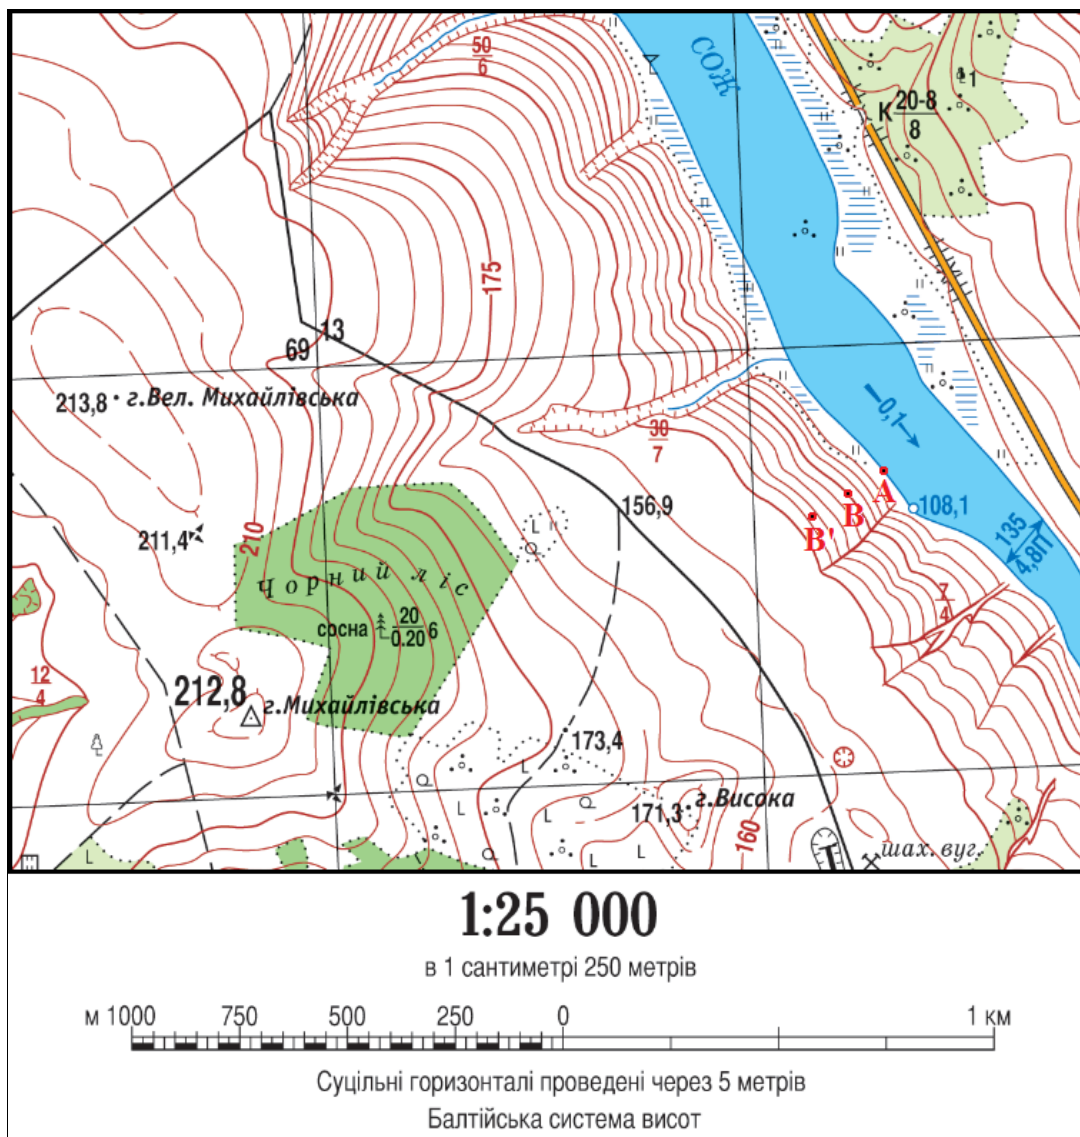 50
6
СОЖ
1
К 20-8
8
175
13
69
213,8
г.Вел. Михайлівська
30
7
0,1
А
В
В'
108,1
156,9
135
4,8П
211,4
210
Чорний ліс
сосна 20 6
0.20
7
4
12
4
212,8
г.Михайлівська
173,4
171,3
г.Висока
160
шах. вуг.
1:25 000
в 1 сантиметрі 250 метрів
м 1000 750 500 250 0 1 км
Суцільні горизонталі проведені через 5 метрів
Балтійська система висот